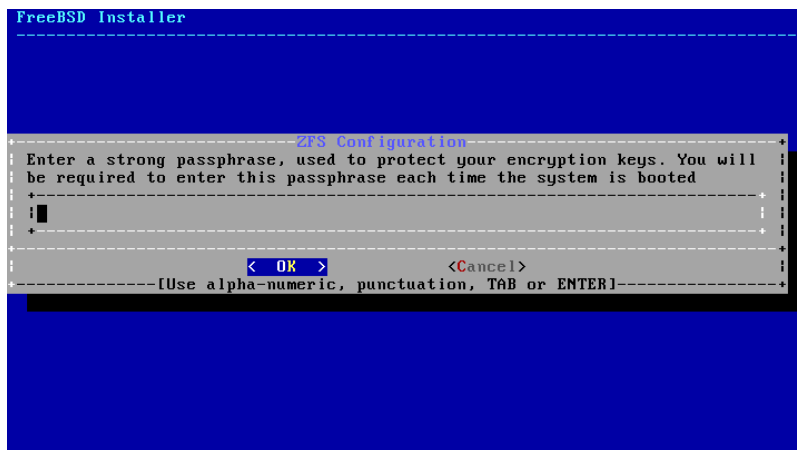 FreeBSD Installer
ZFS Configuration
Enter a strong passphrase, used to protect your encryption keys. You will
be required to enter this passphrase each time the system is booted
< OK > <Cancel>
[Use alpha-numeric, punctuation, TAB or ENTER]